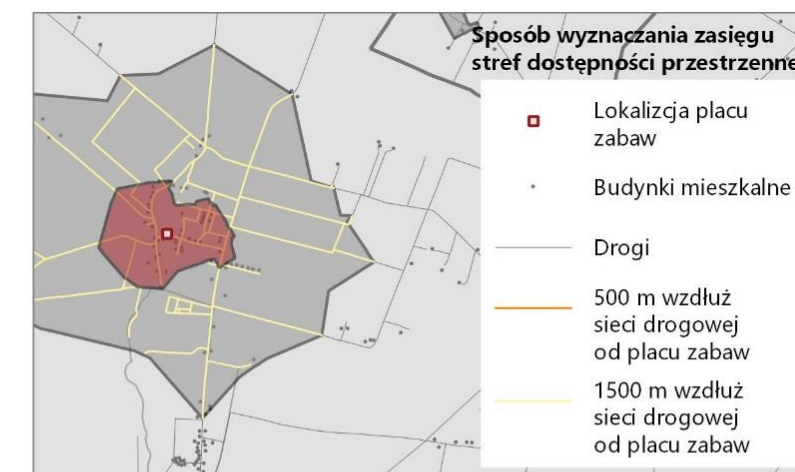 Sposób wyznaczania zasięgu
stref dostępności przestrzenne
Lokalizcja placu
zabaw
Budynki mieszkalne
Drogi
500 m wzdłuż
sieci drogowej
od placu zabaw
1500 m wzdłuż
sieci drogowej
od placu zabaw